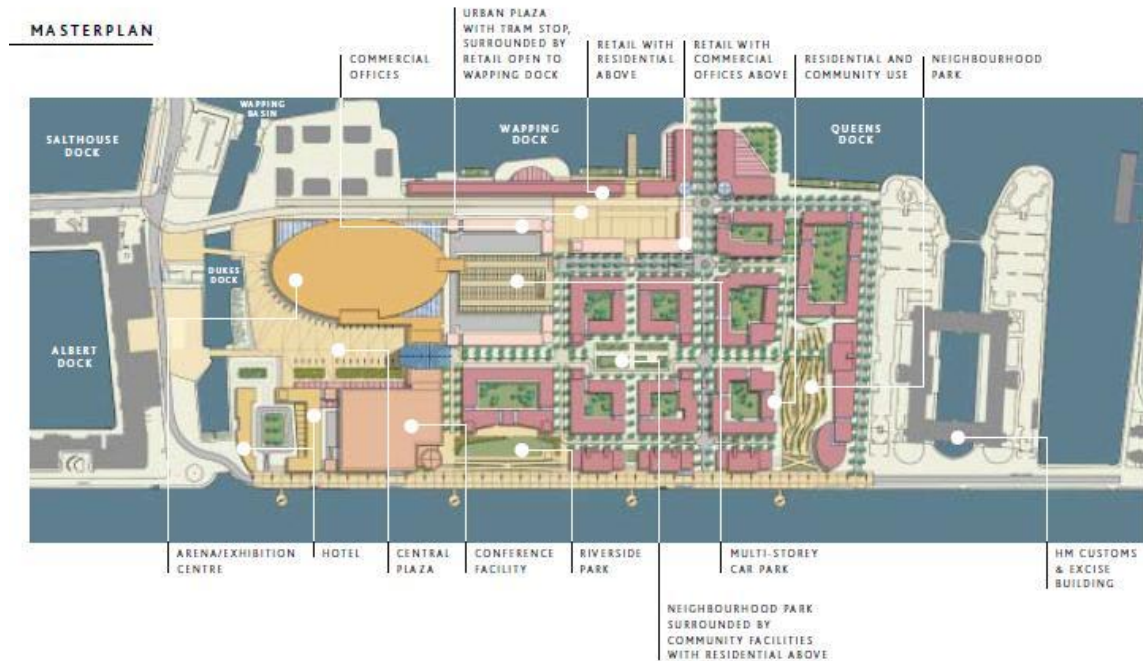 MASTERPLAN
URBAN PLAZA
WITH TRAM STOP,
SURROUNDED BY
RETAIL OPEN TO
WAPPING DOCK
COMMERCIAL
OFFICES
RETAIL WITH
RESIDENTIAL
ABOVE
RETAIL WITH
COMMERCIAL
OFFICES ABOVE
RESIDENTIAL AND
COMMUNITY USE
NEIGHBOURHOOD
PARK
SALTHOUSE
DOCK
WAPPING
BASIN
WAPPING
DOCK
QUEENS
DOCK
DUKES
DOCK
ALBERT
DOCK
ARENA/EXHIBITION
CENTRE
HOTEL
CENTRAL
PLAZA
CONFERENCE
FACILITY
RIVERSIDE
PARK
MULTI-STOREY
CAR PARK
HM CUSTOMS
& EXCISE
BUILDING
NEIGHBOURHOOD PARK
SURROUNDED BY
COMMUNITY FACILITIES
WITH RESIDENTIAL ABOVE